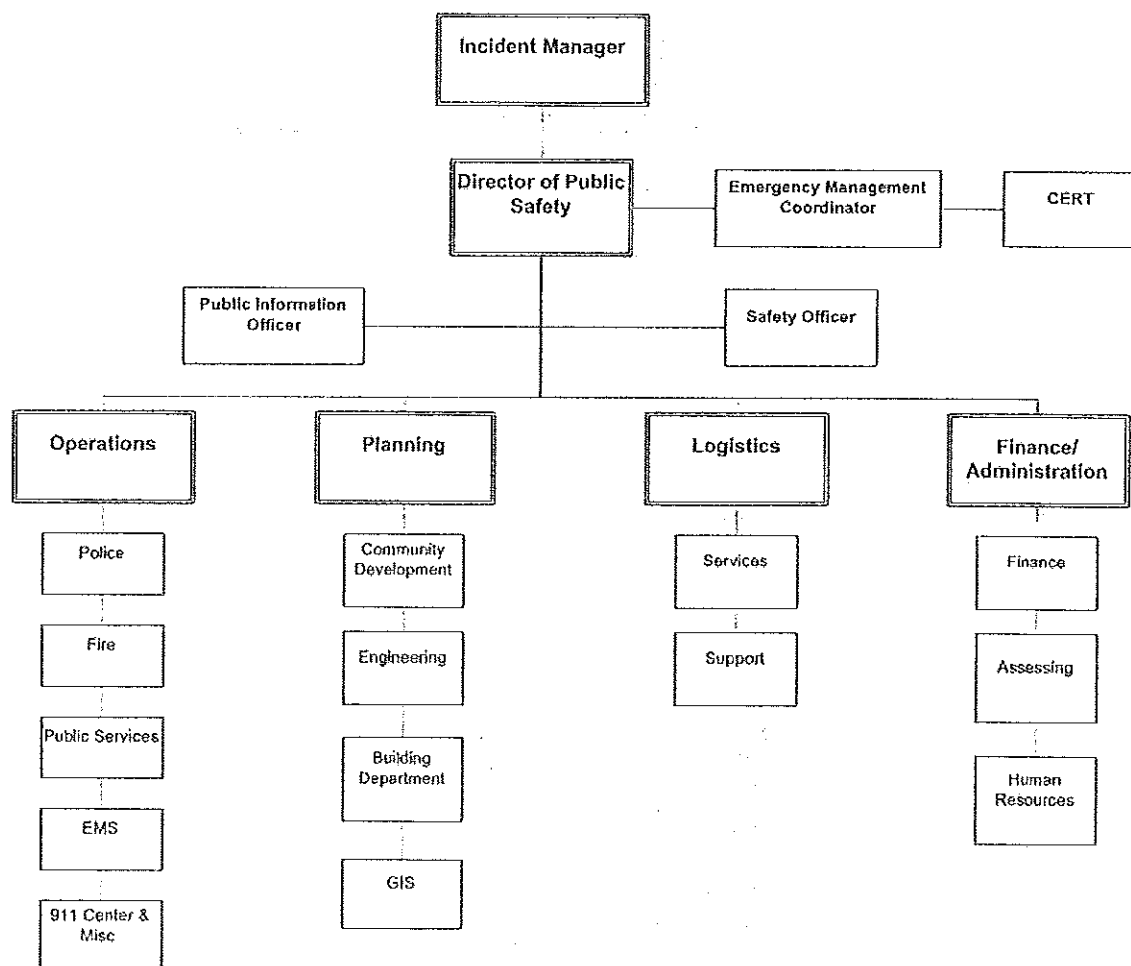 Incident Manager
Director of Public
Safety
Emergency Management
Coordinator
CERT
Public Information
Officer
Safety Officer
Operations
Planning
Logistics
Finance/
Administration
Police
Fire
Public Services
EMS
911 Center &
Misc
Community
Development
Engineering
Building
Department
GIS
Services
Support
Finance
Assessing
Human
Resources